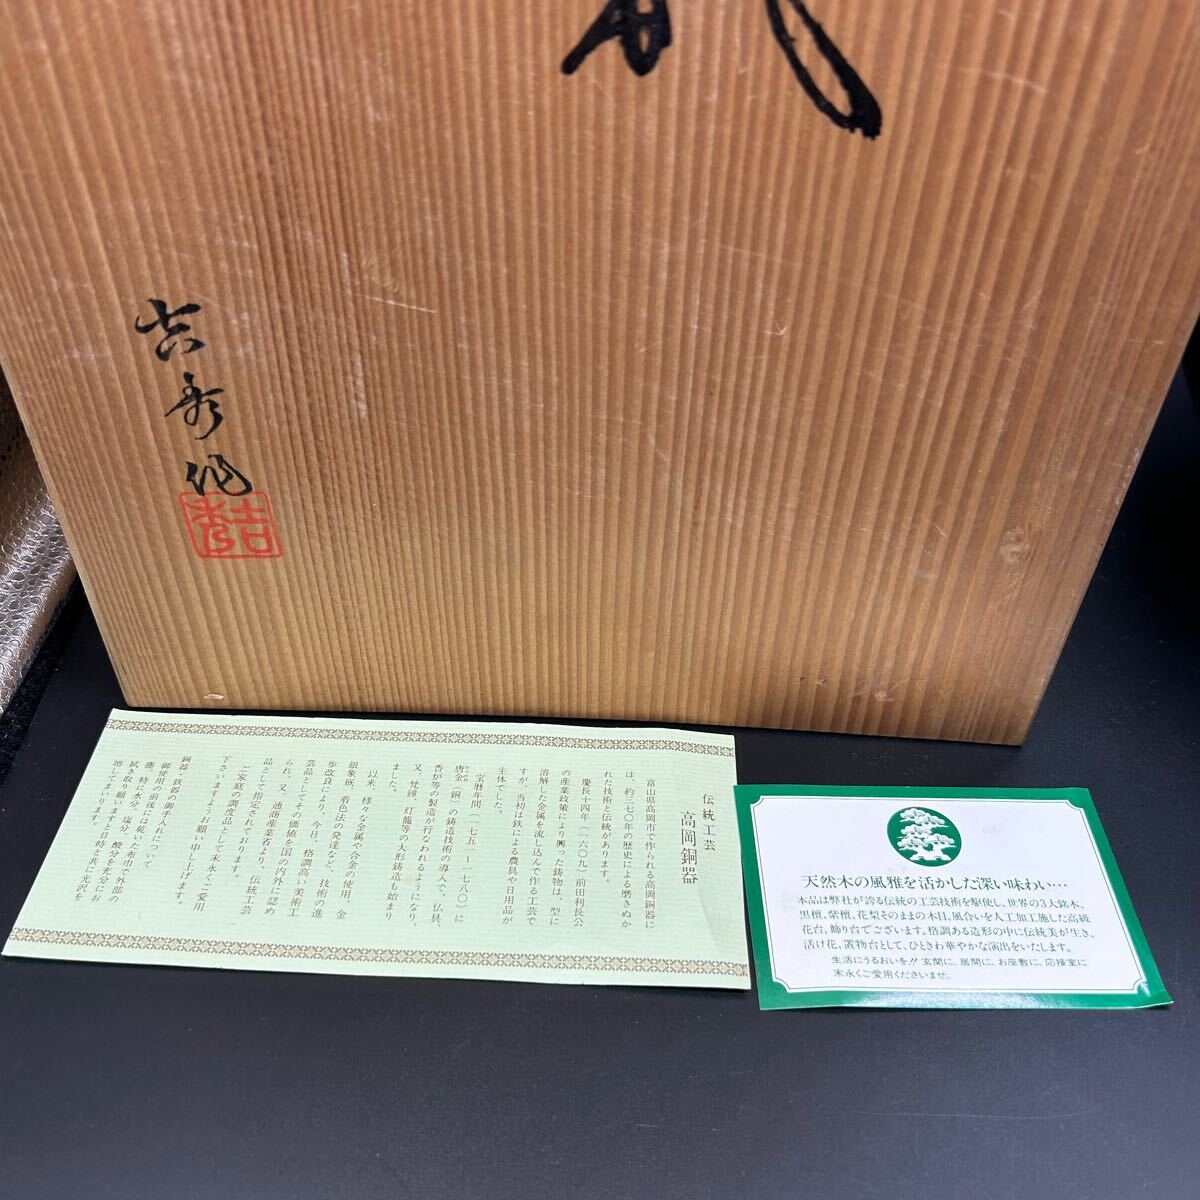 吉秀作
吉秀
伝統工芸
高岡銅器
富山県高岡市で作られる高岡銅器に
は、約三七〇年の歴史による磨きぬか
れた技術と伝統があります。
慶長十四年(一六〇九)前田利長公
の産業政策により興った鋳物は、型に
溶解した金属を流し込んで作る工芸で
すが、当初は鉄による農具や日用品が
主体でした。
宝暦年間(一七五一〜一七八〇)に
唐金(銅)の鋳造技術の導入で、仏具、
香炉等の製造が行なわれるようになり、
又、梵鐘、灯籠等の大形鋳造も始まり
ました。
以来、様々な金属や合金の使用、金
銀象嵌、着色法の発達など、技術の進
歩改良により、今日、格調高い美術工
芸品としてその価値を国の内外に認め
られ、又、通商産業省より、伝統工芸
品として指定されております。
ご家庭の調度品として末永くご愛用
下さいますようお願い申し上げます。
銅器・鉄器の御手入れについて
御使用の前後には乾いた布巾で外部の
塵、特に水分、塩分、酸分を充分にお
拭き取り願いますと日時と共に光沢を
増してまいります。
天然木の風雅を活かした深い味わい…
本品は弊社が誇る伝統の工芸技術を駆使し、世界の3大銘木、
黒檀、紫檀、花梨そのままの木目、風合いを人工加工施した高級
花台、飾り台でございます。格調ある造形の中に伝統美が生き、
活け花、置物台として、ひときわ華やかな演出をいたします。
生活にうるおいを!!玄関に、居間に、お座敷に、応接室に
末永くご愛用くださいませ。